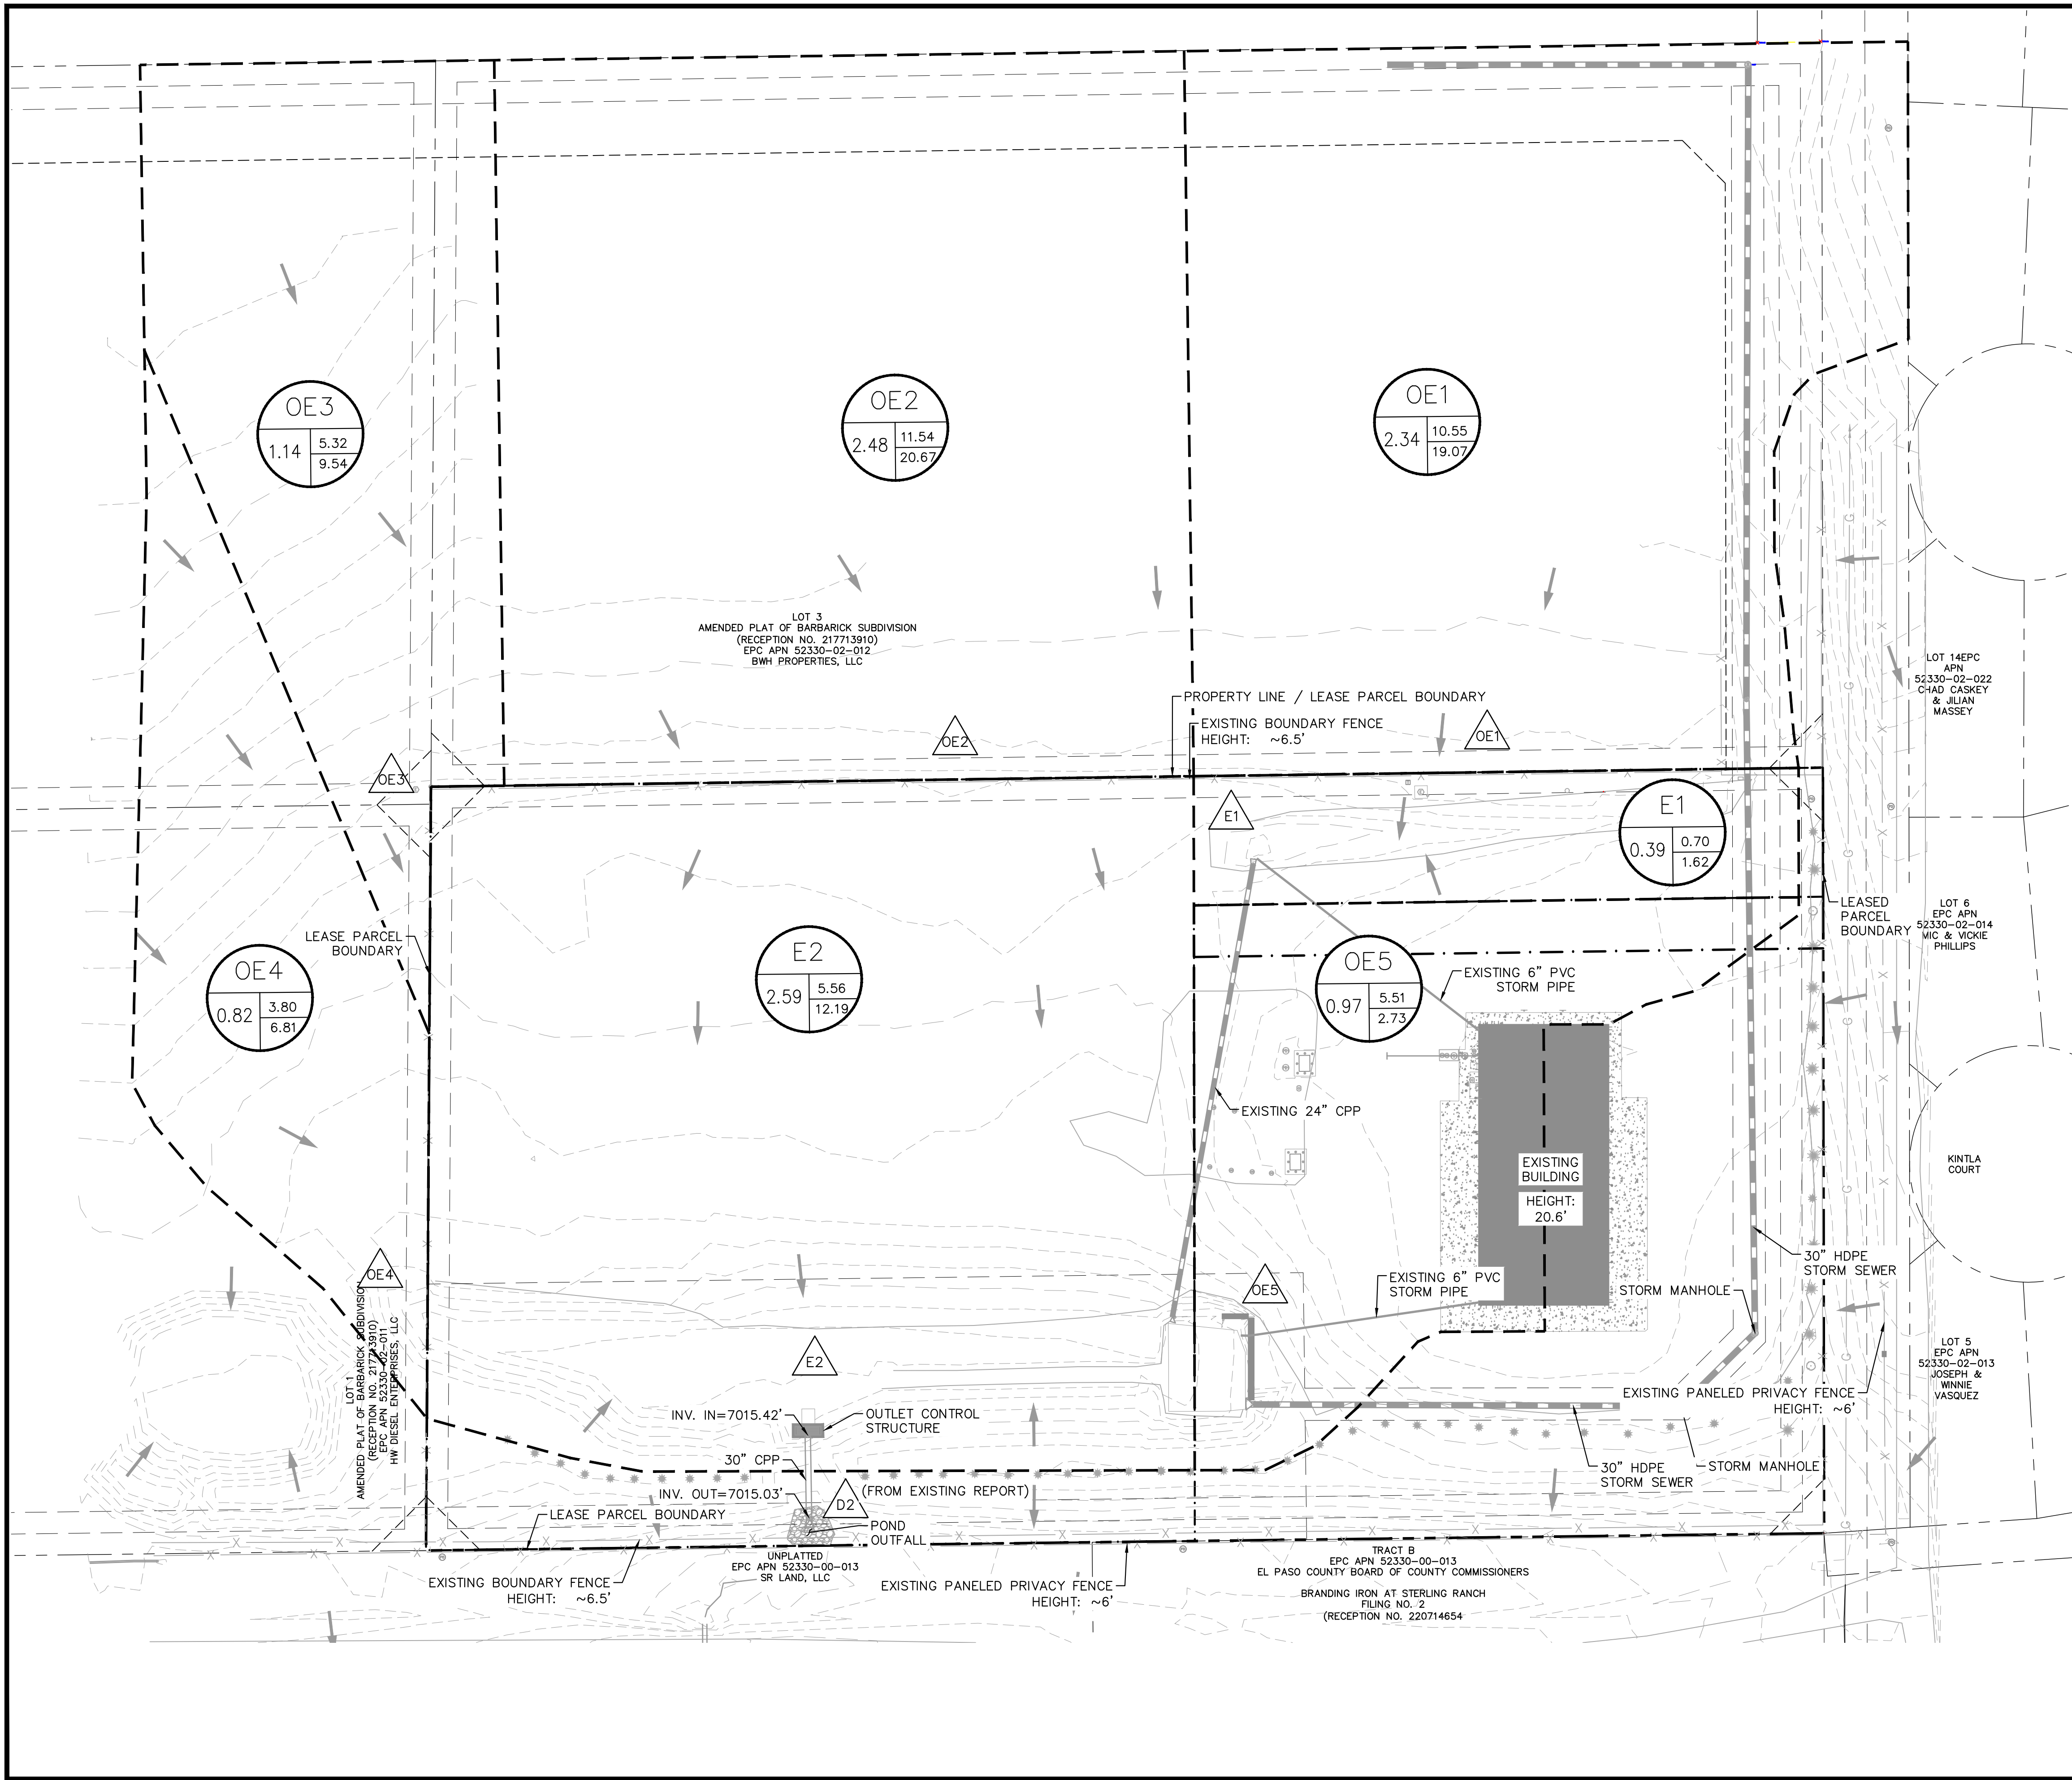 OE3
1.14
5.32
9.54
OE2
2.48
11.54
20.67
OE1
2.34
10.55
19.07
LOT 3
AMENDED PLAT OF BARBARICK SUBDIVISION
(RECEPTION NO. 217713910)
EPC APN 52330-02-012
BWH PROPERTIES, LLC
LOT 14EPC
APN
52330-02-022
CHAD CASKEY
& JILIAN
MASSEY
PROPERTY LINE / LEASE PARCEL BOUNDARY
EXISTING BOUNDARY FENCE
HEIGHT: ~6.5'
OE3
OE2
OE1
E1
E1
0.39
0.70
1.62
LEASED
PARCEL
BOUNDARY
LOT 6
EPC APN
52330-02-014
MIC & VICKIE
PHILLIPS
LEASE PARCEL
BOUNDARY
OE4
0.82
3.80
6.81
E2
2.59
5.56
12.19
OE5
0.97
5.51
2.73
EXISTING 6" PVC
STORM PIPE
EXISTING 24" CPP
EXISTING
BUILDING
HEIGHT:
20.6'
KINTLA
COURT
OE4
OE5
EXISTING 6" PVC
STORM PIPE
30" HDPE
STORM SEWER
STORM MANHOLE
LOT 1
AMENDED PLAT OF BARBARICK SUBDIVISION
(RECEPTION NO. 217713910)
EPC APN 52330-02-011
HW DIESEL ENTERPRISES, LLC
E2
LOT 5
EPC APN
52330-02-013
JOSEPH &
WINNIE
VASQUEZ
EXISTING PANELED PRIVACY FENCE
HEIGHT: ~6'
INV. IN=7015.42'
OUTLET CONTROL
STRUCTURE
30" CPP
INV. OUT=7015.03'
D2
(FROM EXISTING REPORT)
30" HDPE
STORM SEWER
STORM MANHOLE
LEASE PARCEL BOUNDARY
POND
OUTFALL
UNPLATTED
EPC APN 52330-00-013
SR LAND, LLC
EXISTING BOUNDARY FENCE
HEIGHT: ~6.5'
EXISTING PANELED PRIVACY FENCE
HEIGHT: ~6'
TRACT B
EPC APN 52330-00-013
EL PASO COUNTY BOARD OF COUNTY COMMISSIONERS
BRANDING IRON AT STERLING RANCH
FILING NO. 2
(RECEPTION NO. 220714654